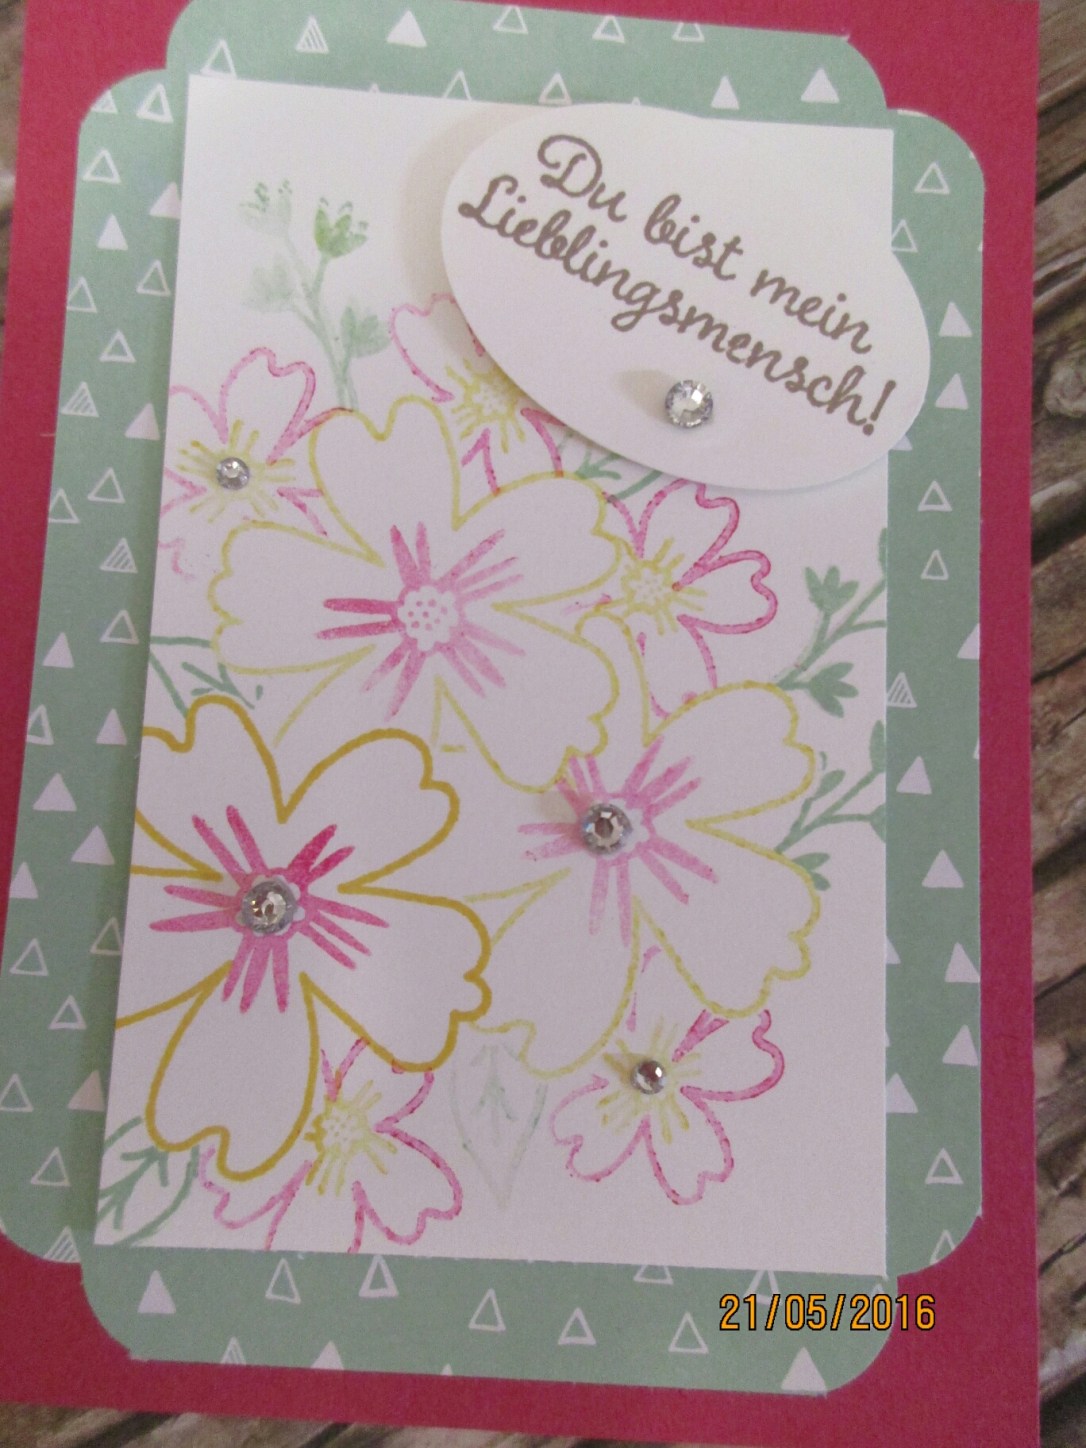 Du bist mein
Lieblingsmensch!
21/05/2016